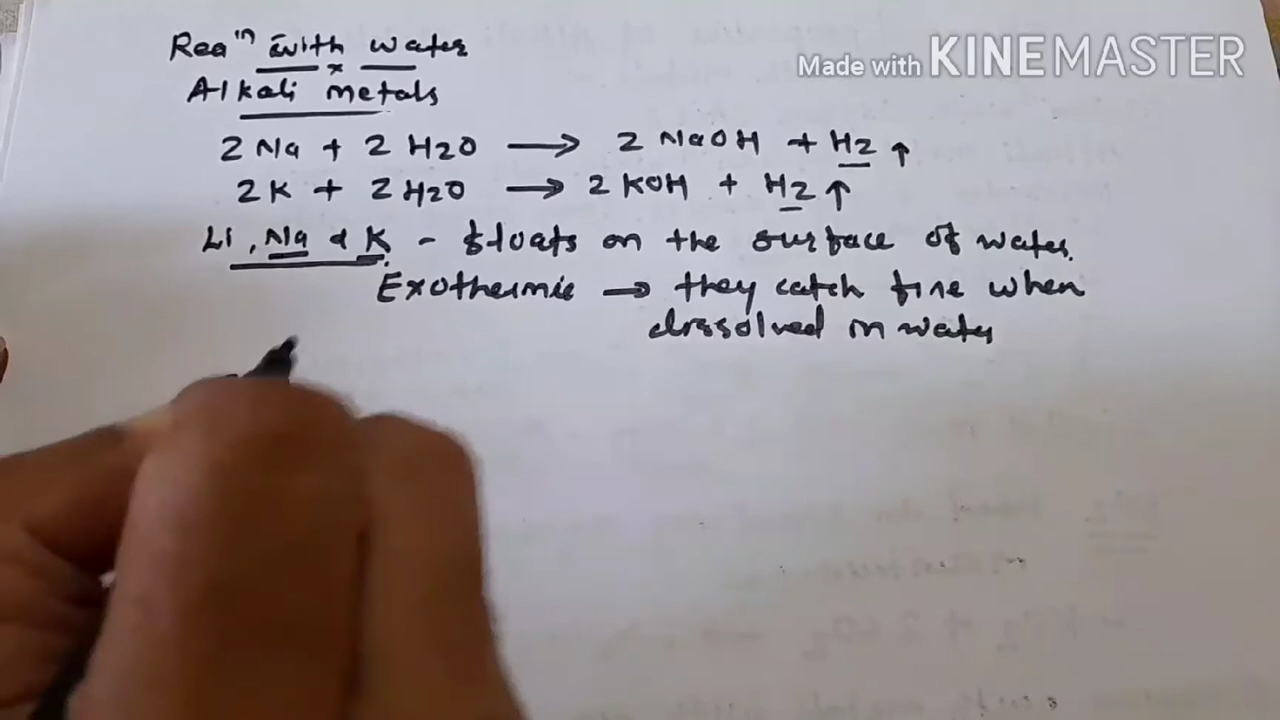 Rea^n with water
Made with KINEMASTER
Alkali metals
2 Na + 2 H2O → 2 NaOH + H2 ↑
2 K + 2 H2O → 2 KOH + H2 ↑
Li, Na & K - floats on the surface of water.
Exothermic → they catch fire when
dissolved in water